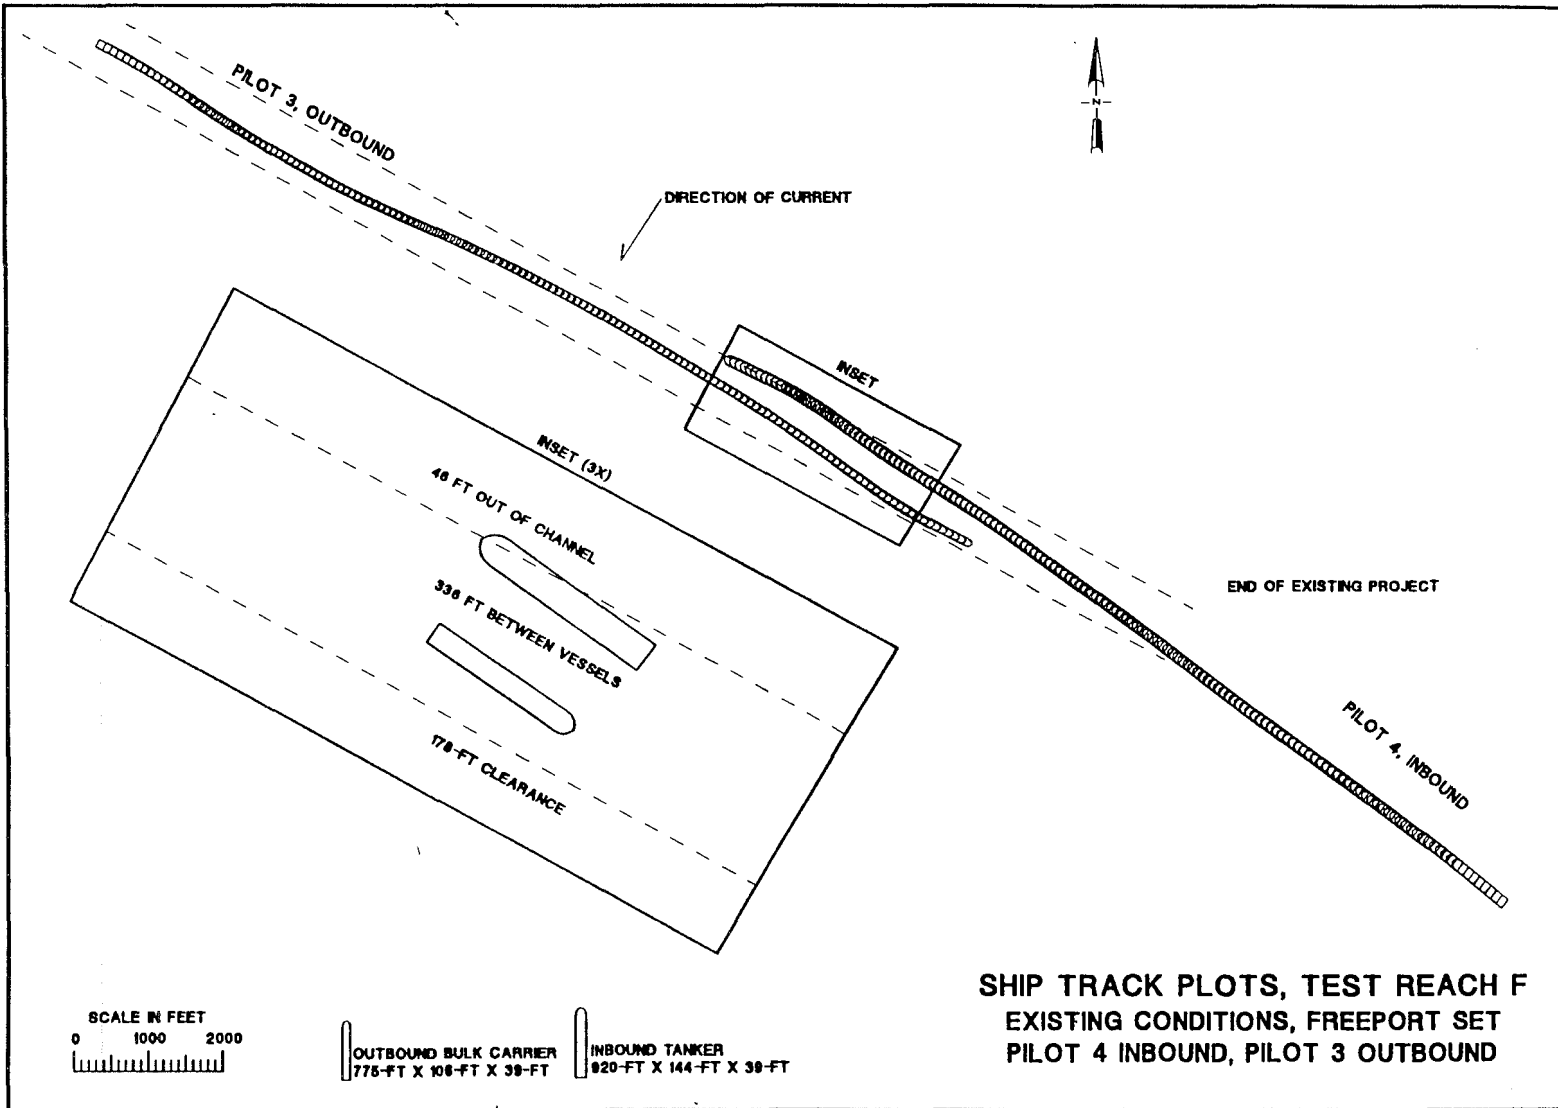 PILOT 3, OUTBOUND
N
DIRECTION OF CURRENT
INSET
INSET (3X)
46 FT OUT OF CHANNEL
336 FT BETWEEN VESSELS
178-FT CLEARANCE
END OF EXISTING PROJECT
PILOT 4, INBOUND
SCALE IN FEET
0 1000 2000
OUTBOUND BULK CARRIER
775-FT X 106-FT X 39-FT
INBOUND TANKER
920-FT X 144-FT X 39-FT
SHIP TRACK PLOTS, TEST REACH F
EXISTING CONDITIONS, FREEPORT SET
PILOT 4 INBOUND, PILOT 3 OUTBOUND